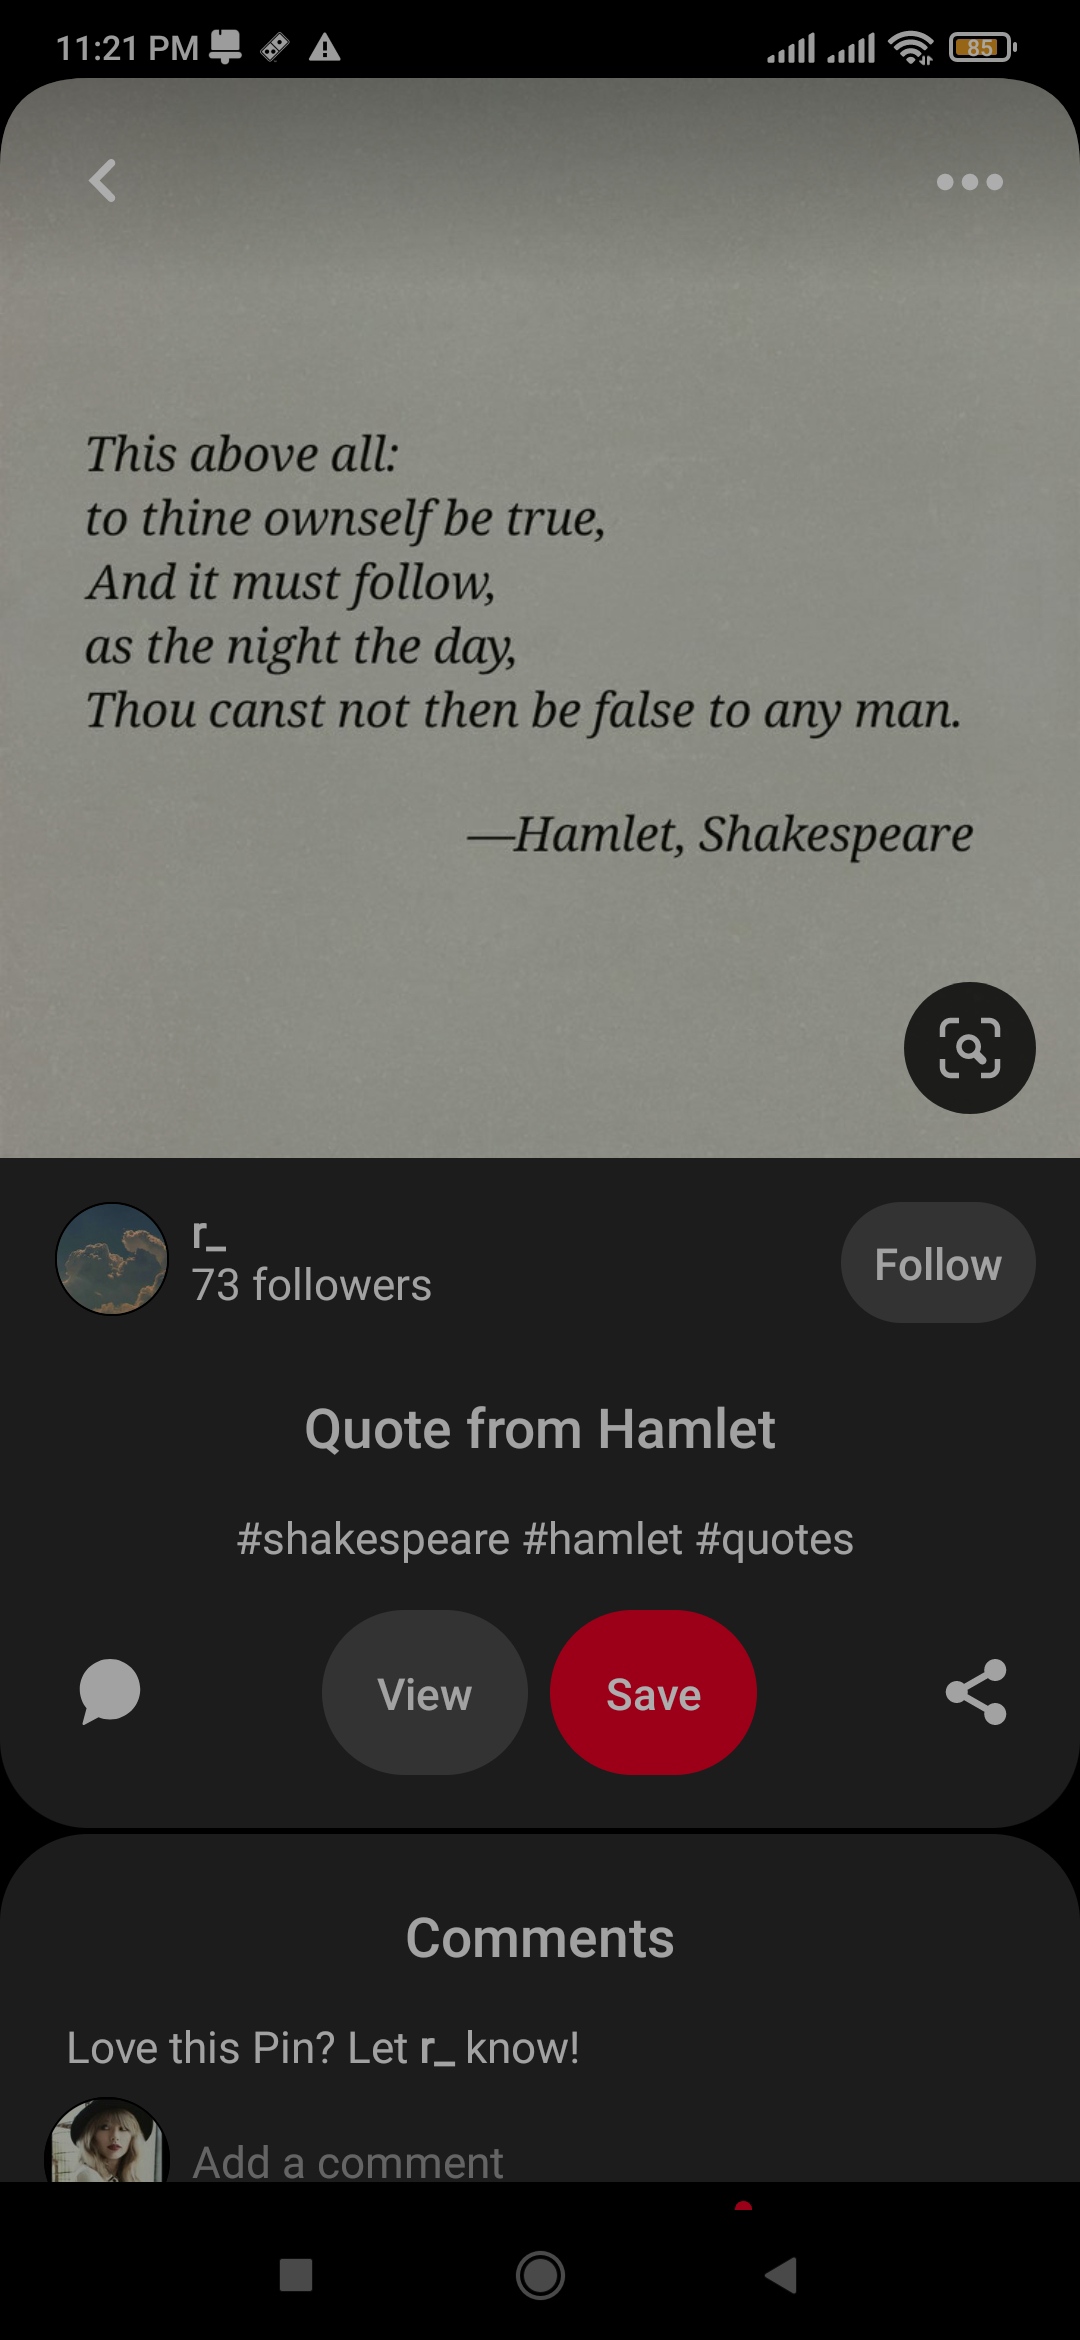 11:21 PM
85
This above all:
to thine ownself be true,
And it must follow,
as the night the day,
Thou canst not then be false to any man.
—Hamlet, Shakespeare
r_
73 followers
Follow
Quote from Hamlet
#shakespeare #hamlet #quotes
View
Save
Comments
Love this Pin? Let r_ know!
Add a comment